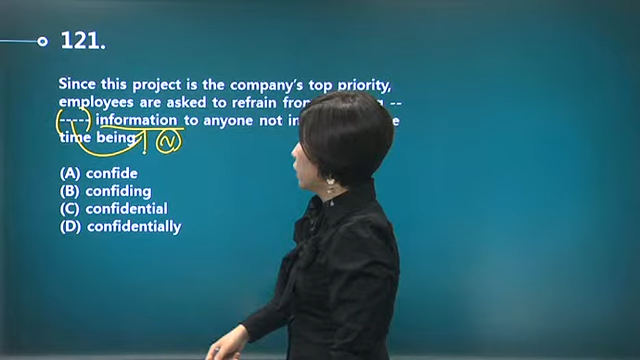 121.
Since this project is the company's top priority,
employees are asked to refrain from --
-----) information to anyone not
time being
N
(A) confide
(B) confiding
(C) confidential
(D) confidentially